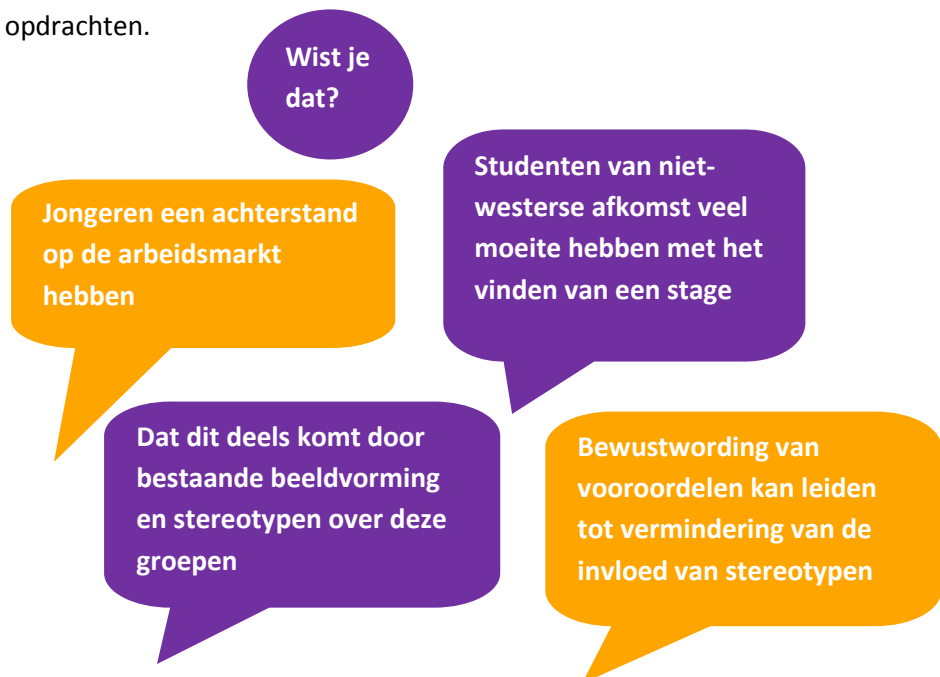 opdrachten.
Wist je
dat?
Jongeren een achterstand
op de arbeidsmarkt
hebben
Studenten van niet-
westerse afkomst veel
moeite hebben met het
vinden van een stage
Dat dit deels komt door
bestaande beeldvorming
en stereotypen over deze
groepen
Bewustwording van
vooroordelen kan leiden
tot vermindering van de
invloed van stereotypen